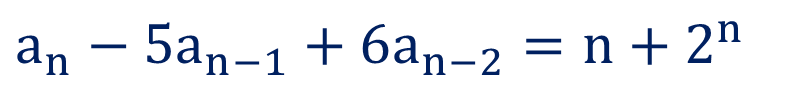 aₙ − 5aₙ₋₁ + 6aₙ₋₂ = n + 2ⁿ